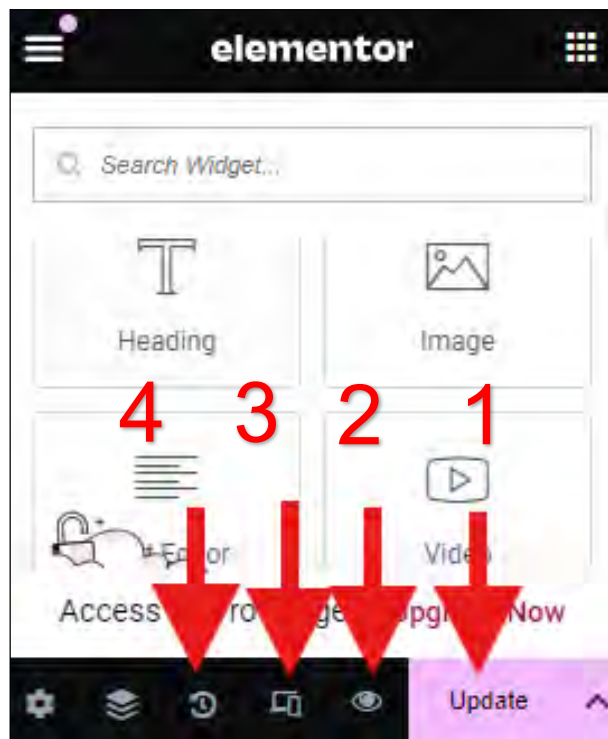 elementor
Search Widget...
Heading Image
4 3 2 1
Video
Access Now
Update